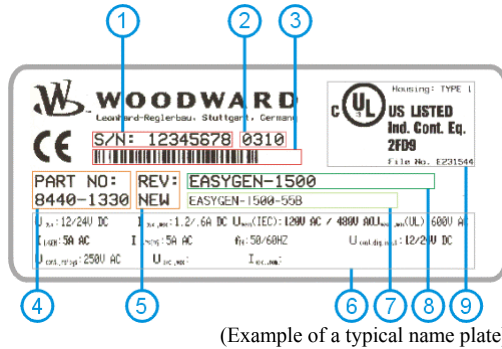 1 2 3
WOODWARD
Leonhard-Reglerbau, Stuttgart, Germany
CE
S/N: 12345678 0310
Housing: TYPE 1
C UL US LISTED
Ind. Cont. Eq.
2FD9
File No. E231544
PART NO: REV: EASYGEN-1500
8440-1330 NEW EASYGEN-1500-55B
:12/24V DC :1.2/.6A DC (IEC):120V AC / 480V AC (UL):600V AC
:5A AC :5A AC :50/60HZ :12/24V DC
:250V AC
4 5 6 7 8 9
(Example of a typical name plate)